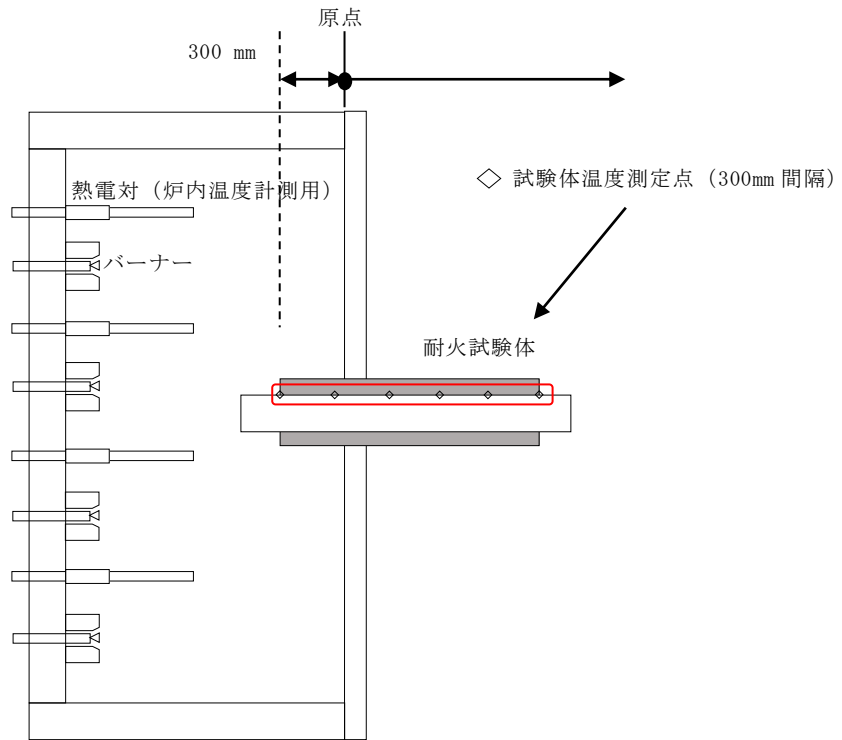 原点
300 mm
熱電対(炉内温度計測用)
◇ 試験体温度測定点(300mm 間隔)
バーナー
耐火試験体